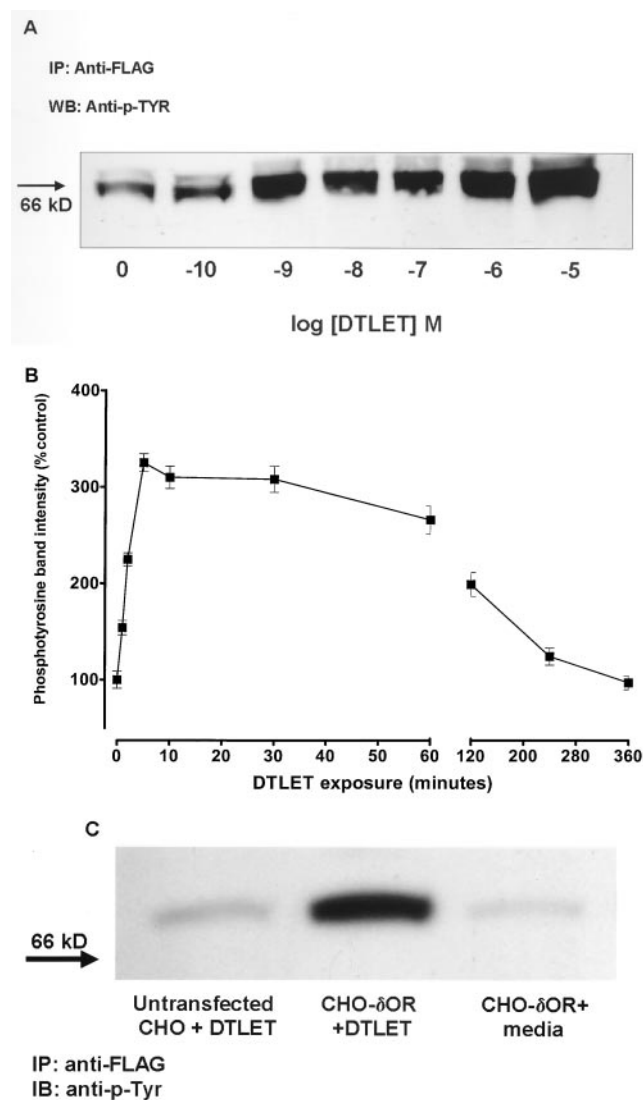 A
IP: Anti-FLAG
WB: Anti-p-TYR
66 kD
0 -10 -9 -8 -7 -6 -5
log [DTLET] M
B
Phosphotyrosine band intensity (% control)
400
300
200
100
0 10 20 30 40 50 60 120 200 280 360
DTLET exposure (minutes)
C
66 kD
Untransfected CHO-δOR CHO-δOR+
CHO + DTLET +DTLET media
IP: anti-FLAG
IB: anti-p-Tyr